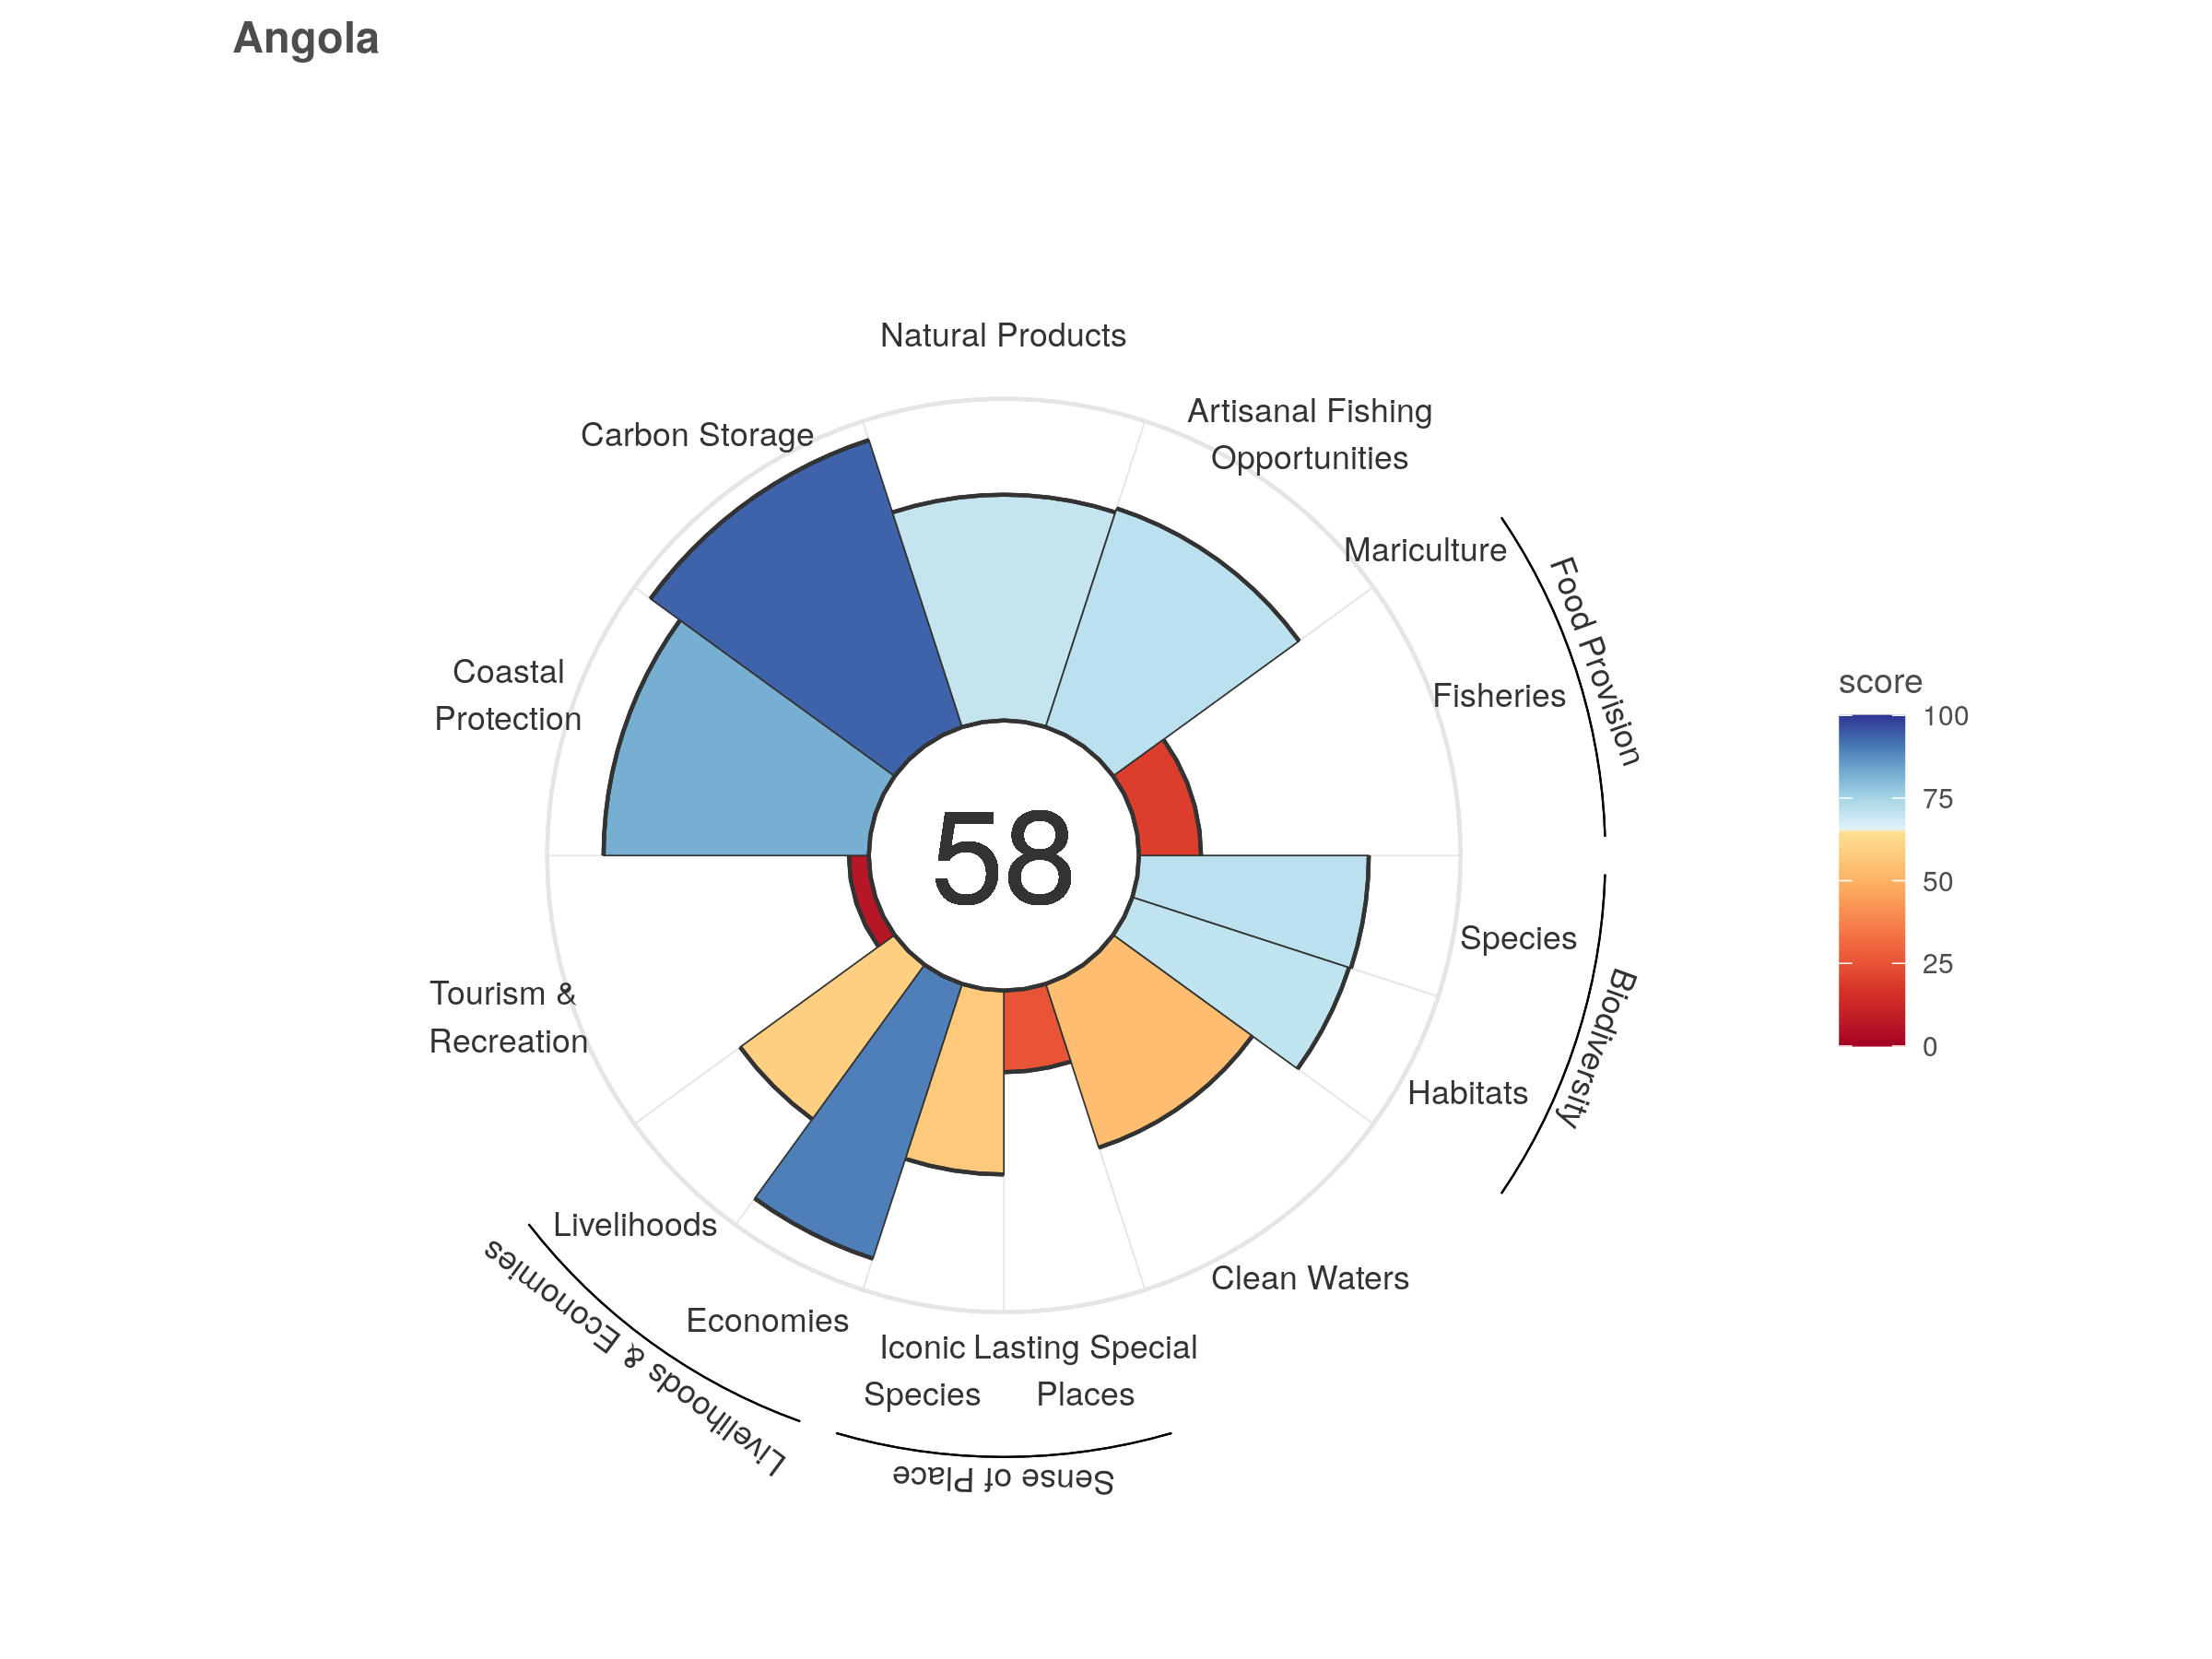 Angola
Natural Products
Artisanal Fishing
Opportunities
Carbon Storage
Mariculture
Food Provision
Fisheries
Coastal
Protection
score
100
75
50
25
0
58
Species
Biodiversity
Habitats
Tourism &
Recreation
Livelihoods
Livelihoods & Economies
Economies
Clean Waters
Iconic
Species
Lasting Special
Places
Sense of Place